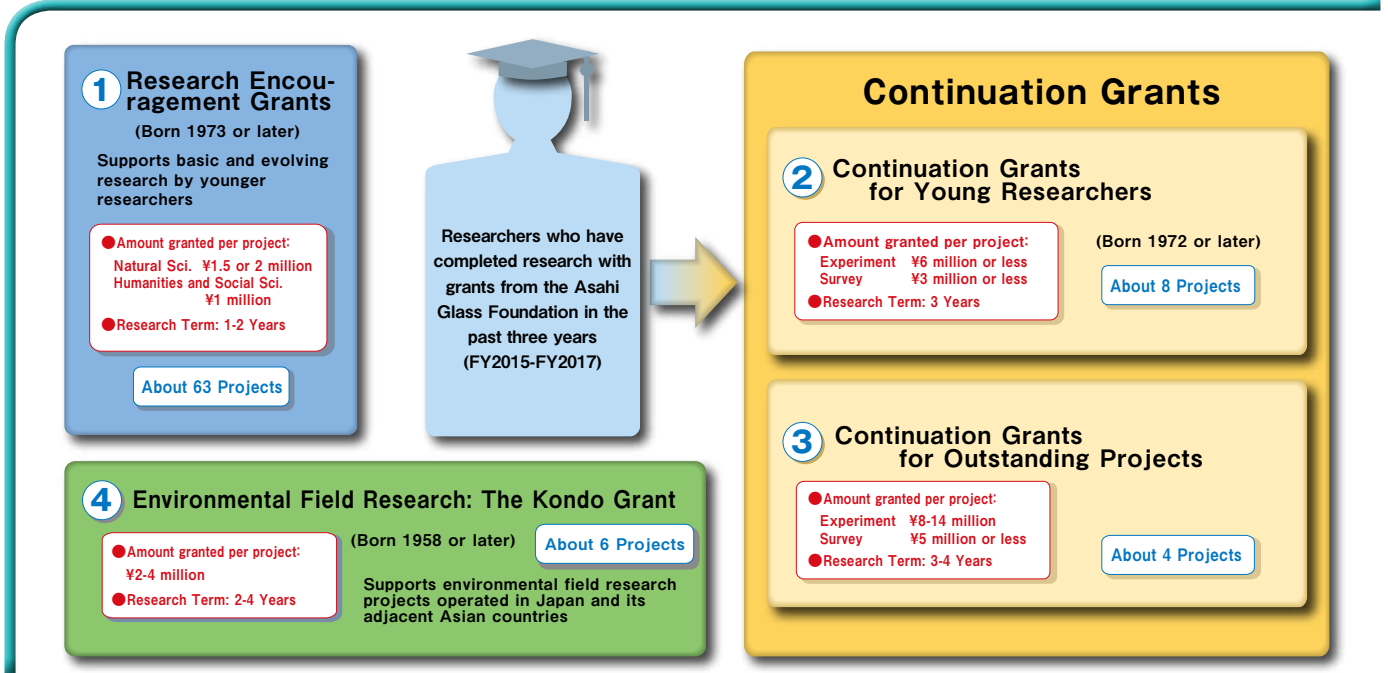 1
Research Encou-
ragement Grants
(Born 1973 or later)
Supports basic and evolving
research by younger
researchers
●Amount granted per project:
Natural Sci. ¥1.5 or 2 million
Humanities and Social Sci.
¥1 million
●Research Term: 1-2 Years
About 63 Projects
Researchers who have
completed research with
grants from the Asahi
Glass Foundation in the
past three years
(FY2015-FY2017)
Continuation Grants
2
Continuation Grants
for Young Researchers
●Amount granted per project:
Experiment ¥6 million or less
Survey ¥3 million or less
●Research Term: 3 Years
(Born 1972 or later)
About 8 Projects
3
Continuation Grants
for Outstanding Projects
●Amount granted per project:
Experiment ¥8-14 million
Survey ¥5 million or less
●Research Term: 3-4 Years
About 4 Projects
4
Environmental Field Research: The Kondo Grant
●Amount granted per project:
¥2-4 million
●Research Term: 2-4 Years
(Born 1958 or later)
About 6 Projects
Supports environmental field research
projects operated in Japan and its
adjacent Asian countries